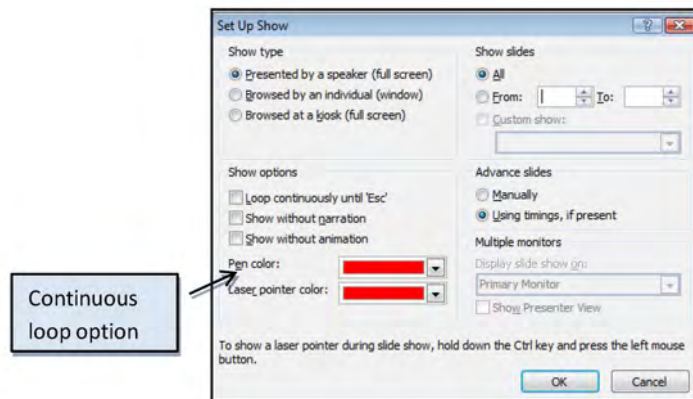 Set Up Show
Show type
Presented by a speaker (full screen)
Browsed by an individual (window)
Browsed at a kiosk (full screen)
Show slides
All
From: To:
Custom show:
Show options
Loop continuously until 'Esc'
Show without narration
Show without animation
Pen color:
Laser pointer color:
Advance slides
Manually
Using timings, if present
Multiple monitors
Display slide show on:
Primary Monitor
Show Presenter View
To show a laser pointer during slide show, hold down the Ctrl key and press the left mouse
button.
OK Cancel
Continuous
loop option